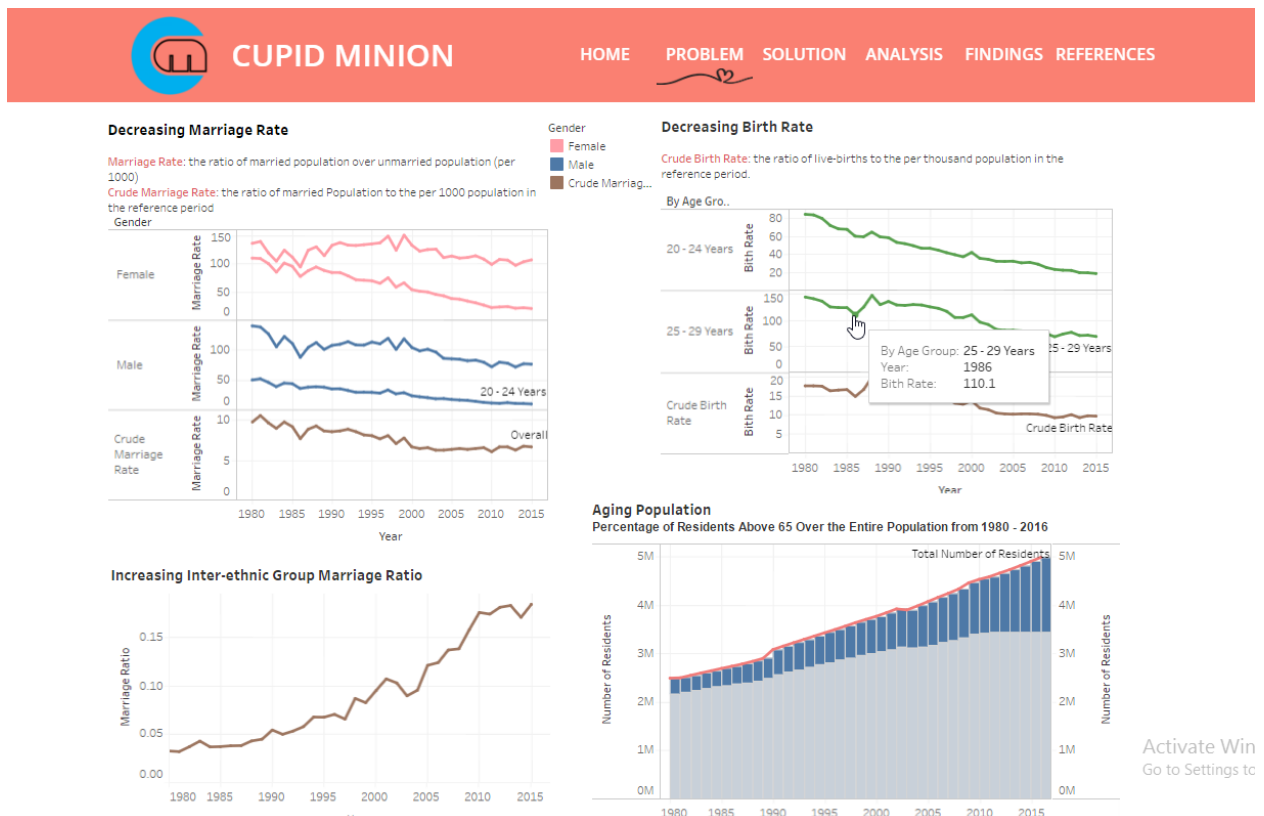 CUPID MINION
HOME PROBLEM SOLUTION ANALYSIS FINDINGS REFERENCES
Decreasing Marriage Rate
Marriage Rate: the ratio of married population over unmarried population (per
1000)
Crude Marriage Rate: the ratio of married Population to the per 1000 population in
the reference period
Gender
Gender
Female
Male
Crude Marriag...
Female
Marriage Rate
150
100
50
0
Male
Marriage Rate
100
50
0
20 - 24 Years
Crude
Marriage
Rate
Marriage Rate
10
5
0
Overall
1980 1985 1990 1995 2000 2005 2010 2015
Year
Decreasing Birth Rate
Crude Birth Rate: the ratio of live-births to the per thousand population in the
reference period.
By Age Gro..
20 - 24 Years
Bith Rate
80
60
40
20
25 - 29 Years
Bith Rate
150
100
50
0
25 - 29 Years
By Age Group: 25 - 29 Years
Year: 1986
Bith Rate: 110.1
Crude Birth
Rate
Bith Rate
20
15
10
5
Crude Birth Rate
1980 1985 1990 1995 2000 2005 2010 2015
Year
Increasing Inter-ethnic Group Marriage Ratio
Marriage Ratio
0.15
0.10
0.05
0.00
1980 1985 1990 1995 2000 2005 2010 2015
Aging Population
Percentage of Residents Above 65 Over the Entire Population from 1980 - 2016
Total Number of Residents
Number of Residents
5M
4M
3M
2M
1M
0M
5M
4M
3M
2M
1M
0M
Number of Residents
1980 1985 1990 1995 2000 2005 2010 2015
Activate Win
Go to Settings to